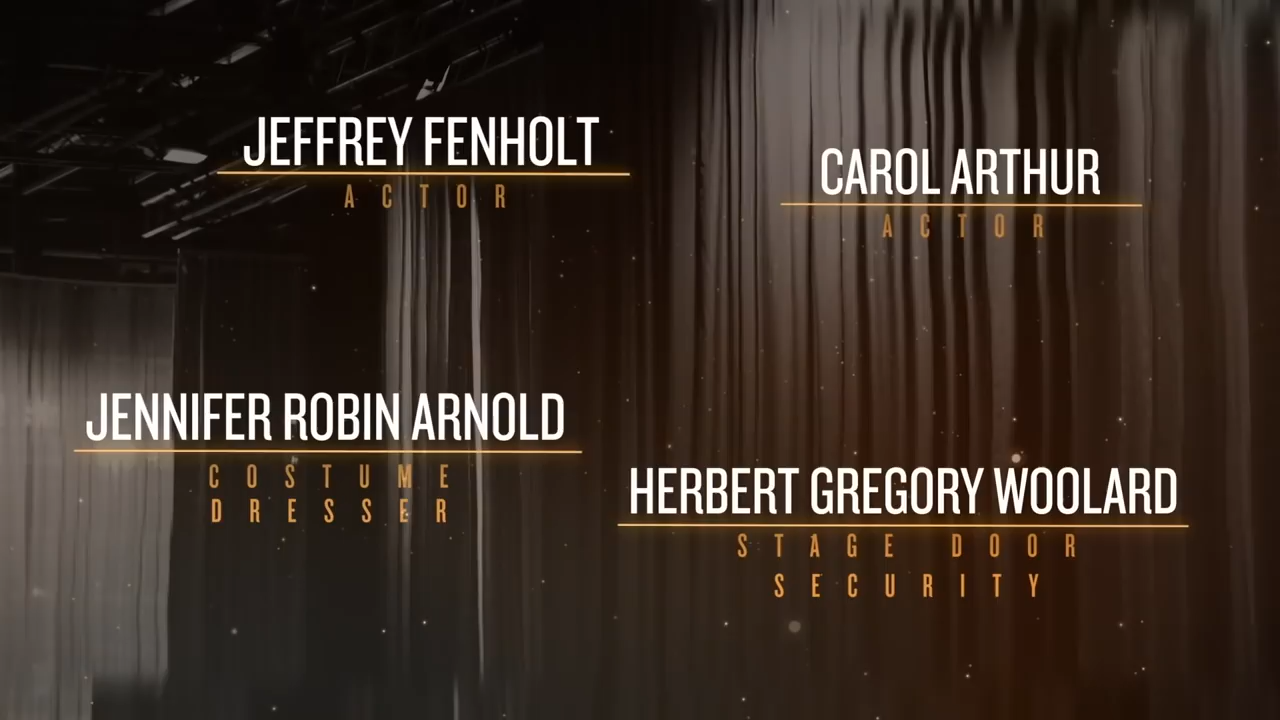 JEFFREY FENHOLT
ACTOR
CAROL ARTHUR
ACTOR
JENNIFER ROBIN ARNOLD
COSTUME
DRESSER
HERBERT GREGORY WOOLARD
STAGE DOOR
SECURITY